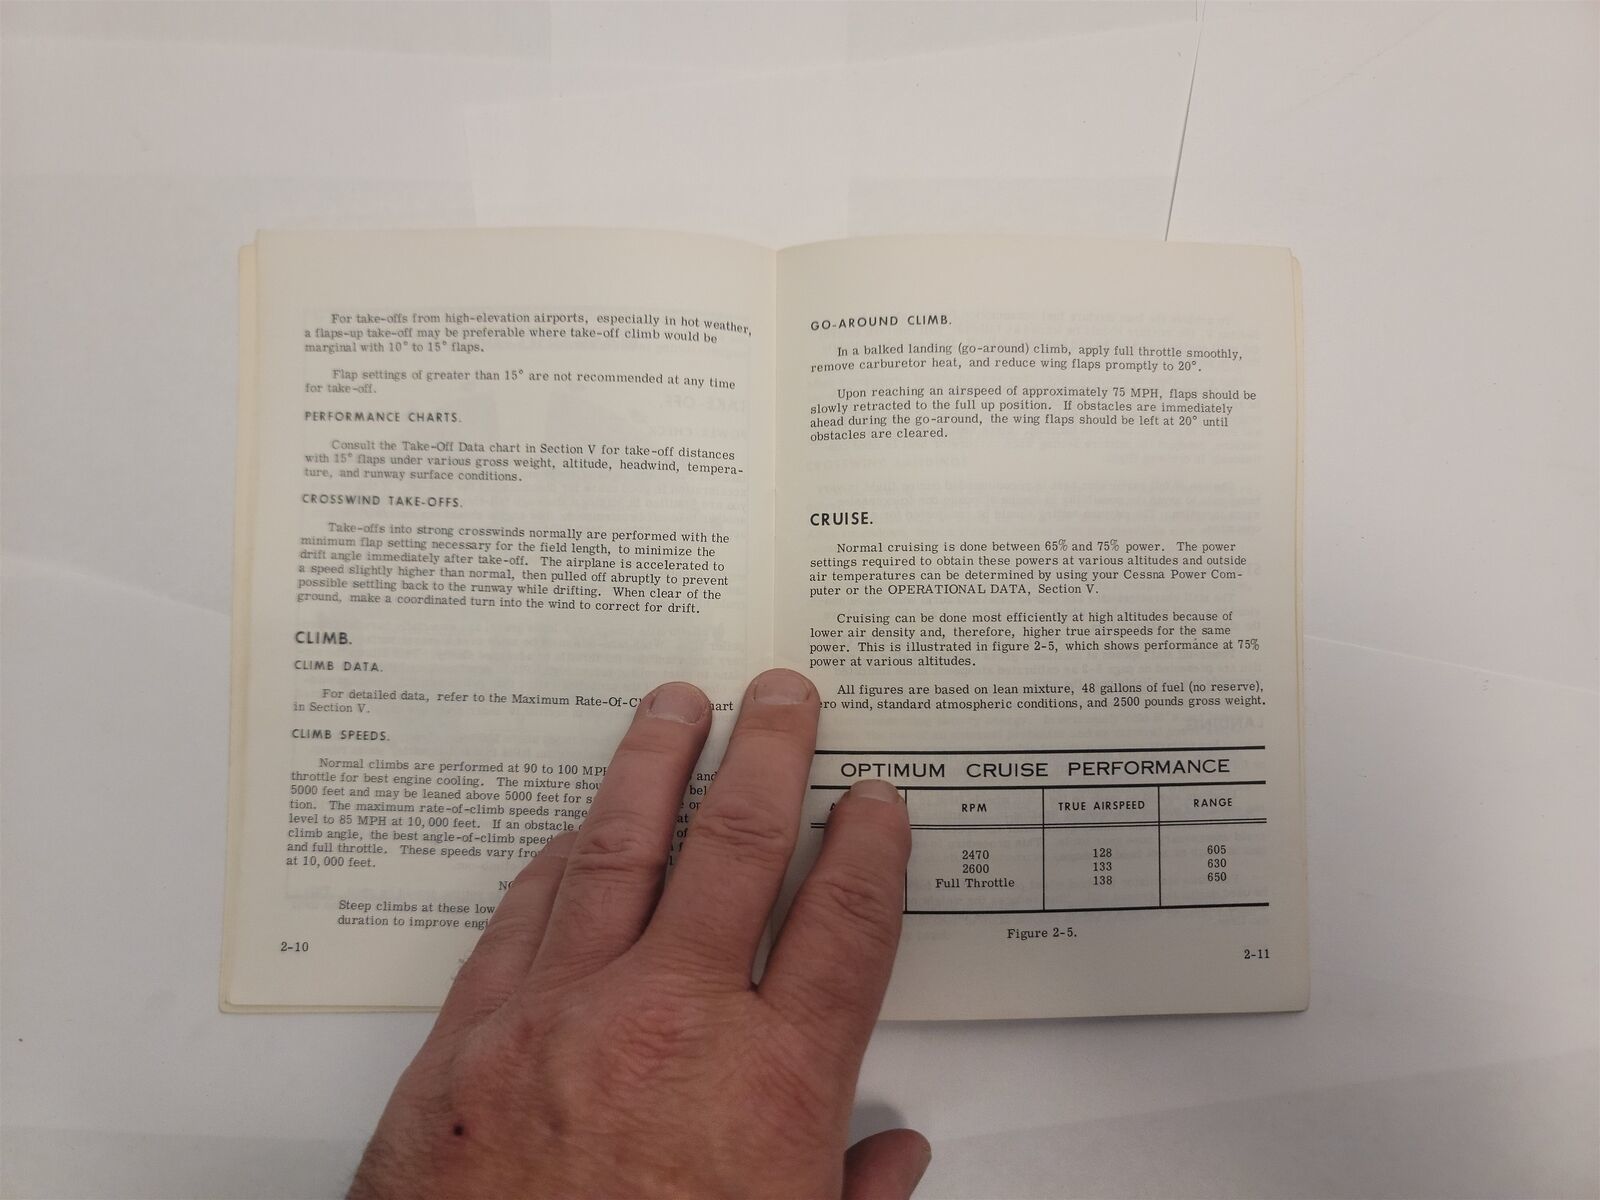 For take-offs from high-elevation airports, especially in hot weather,
a flaps-up take-off may be preferable where take-off climb would be
marginal with 10° to 15° flaps.
Flap settings of greater than 15° are not recommended at any time
for take-off.
PERFORMANCE CHARTS.
Consult the Take-Off Data chart in Section V for take-off distances
with 15° flaps under various gross weight, altitude, headwind, tempera-
ture, and runway surface conditions.
CROSSWIND TAKE-OFFS.
Take-offs into strong crosswinds normally are performed with the
minimum flap setting necessary for the field length, to minimize the
drift angle immediately after take-off. The airplane is accelerated to
a speed slightly higher than normal, then pulled off abruptly to prevent
possible settling back to the runway while drifting. When clear of the
ground, make a coordinated turn into the wind to correct for drift.
CLIMB.
CLIMB DATA.
For detailed data, refer to the Maximum Rate-Of-
in Section V.
CLIMB SPEEDS.
Normal climbs are performed at 90 to 100 MPH and
throttle for best engine cooling. The mixture
5000 feet and may be leaned above 5000 feet for
tion. The maximum rate-of-climb speeds range
level to 85 MPH at 10,000 feet. If an obstacle
climb angle, the best angle-of-climb speed of
and full throttle. These speeds vary
at 10,000 feet.
Steep climbs at these low
duration to improve
2-10
GO-AROUND CLIMB.
In a balked landing (go-around) climb, apply full throttle smoothly,
remove carburetor heat, and reduce wing flaps promptly to 20°.
Upon reaching an airspeed of approximately 75 MPH, flaps should be
slowly retracted to the full up position. If obstacles are immediately
ahead during the go-around, the wing flaps should be left at 20° until
obstacles are cleared.
CRUISE.
Normal cruising is done between 65% and 75% power. The power
settings required to obtain these powers at various altitudes and outside
air temperatures can be determined by using your Cessna Power Com-
puter or the OPERATIONAL DATA, Section V.
Cruising can be done most efficiently at high altitudes because of
lower air density and, therefore, higher true airspeeds for the same
power. This is illustrated in figure 2-5, which shows performance at 75%
power at various altitudes.
All figures are based on lean mixture, 48 gallons of fuel (no reserve),
wind, standard atmospheric conditions, and 2500 pounds gross weight.
OPTIMUM CRUISE PERFORMANCE
RPM TRUE AIRSPEED RANGE
2470 128 605
2600 133 630
Full Throttle 138 650
Figure 2-5.
2-11